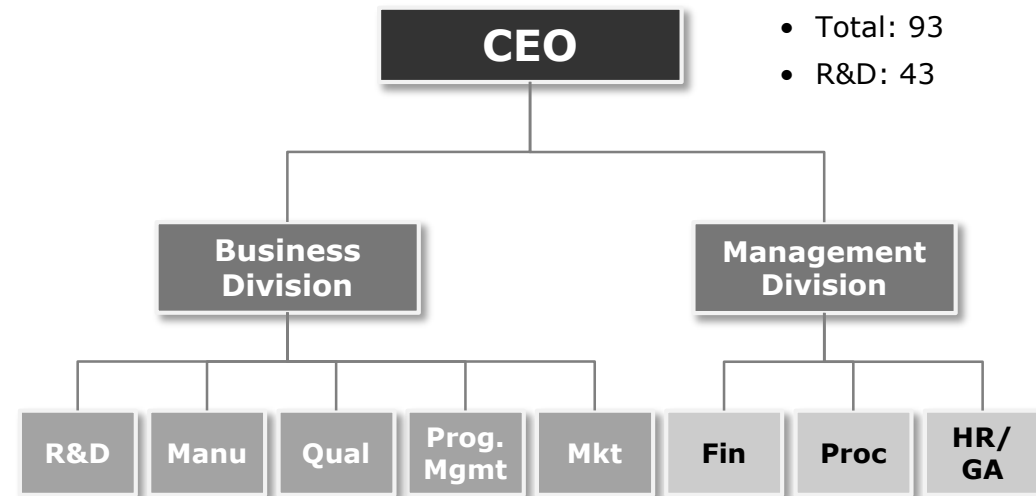 CEO
• Total: 93
• R&D: 43
Business
Division
Management
Division
R&D
Manu
Qual
Prog.
Mgmt
Mkt
Fin
Proc
HR/
GA